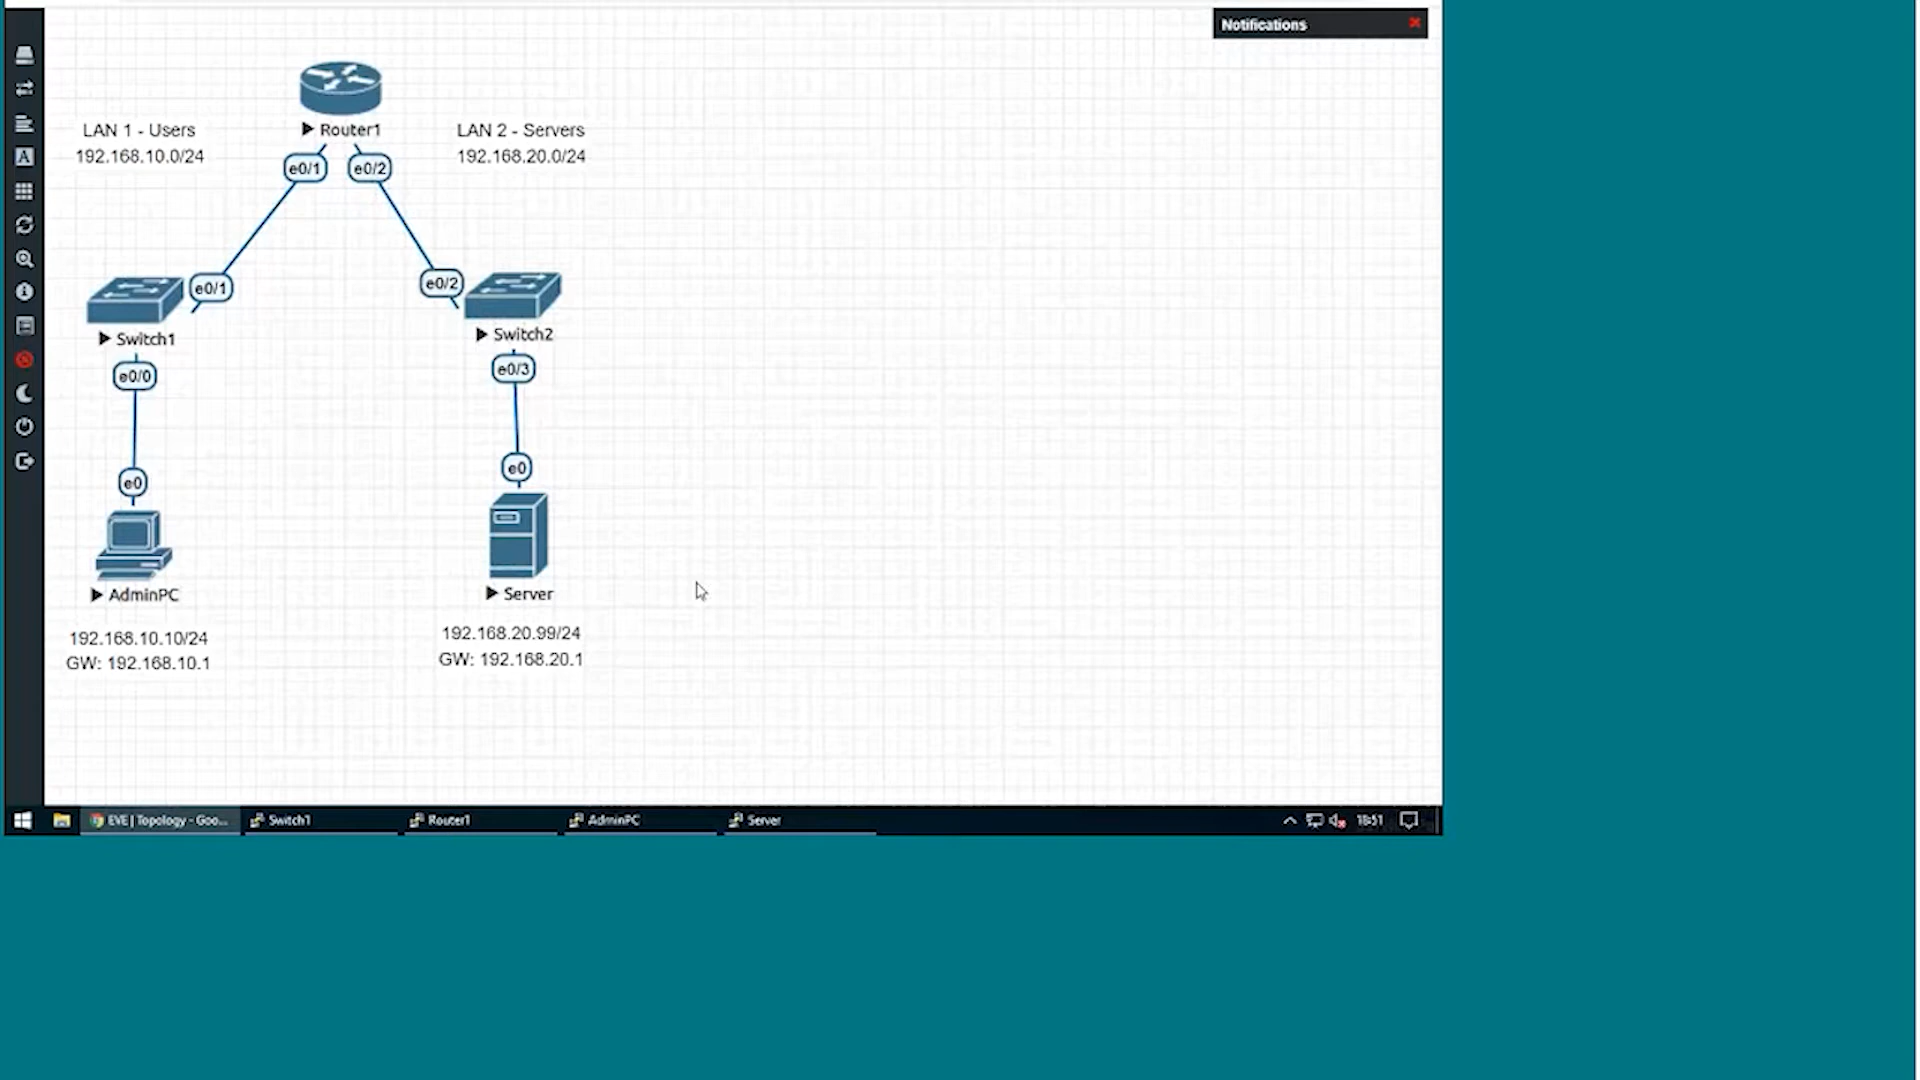 Notifications
Router1
LAN 1 - Users
192.168.10.0/24
LAN 2 - Servers
192.168.20.0/24
e0/1
e0/2
e0/1
e0/2
Switch1
Switch2
e0/0
e0/3
e0
e0
AdminPC
Server
192.168.10.10/24
GW: 192.168.10.1
192.168.20.99/24
GW: 192.168.20.1
EVE | Topology - Goo...
Switch1
Router1
AdminPC
Server
18:51